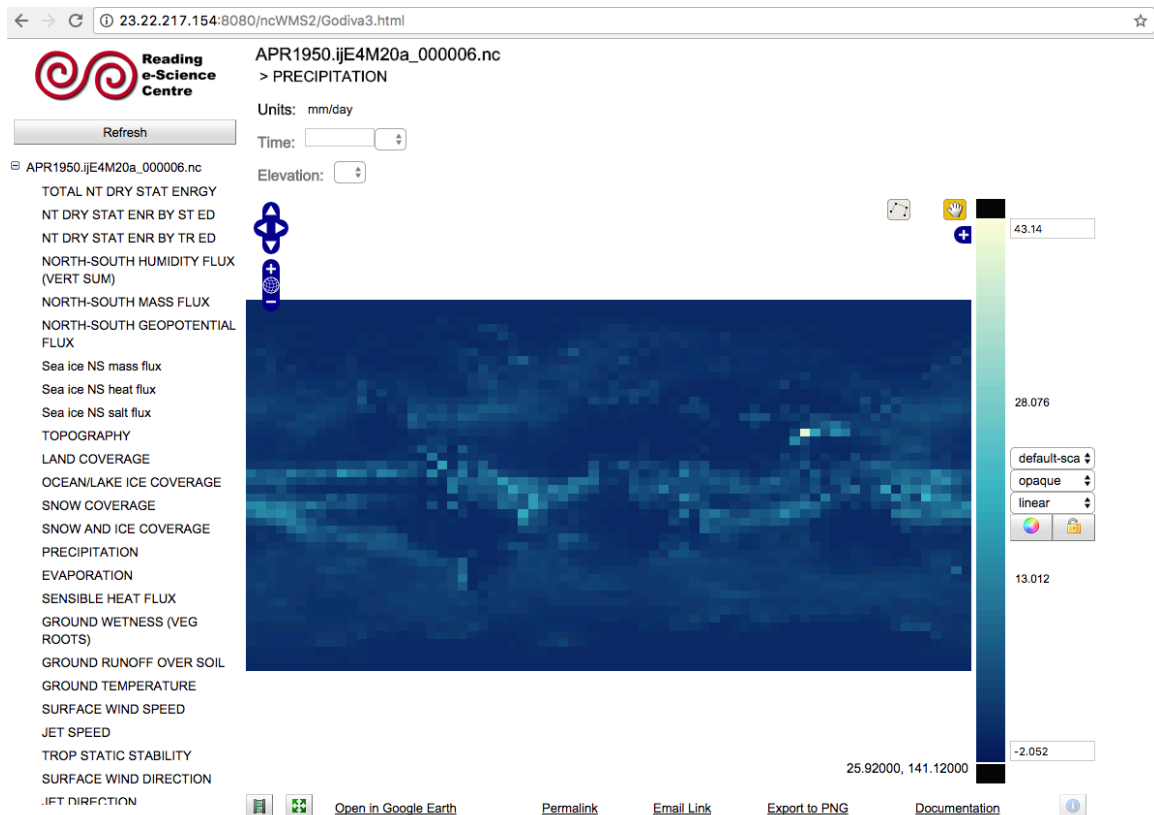 23.22.217.154:8080/ncWMS2/Godiva3.html
Reading
e-Science
Centre
Refresh
APR1950.ijE4M20a_000006.nc
TOTAL NT DRY STAT ENRGY
NT DRY STAT ENR BY ST ED
NT DRY STAT ENR BY TR ED
NORTH-SOUTH HUMIDITY FLUX
(VERT SUM)
NORTH-SOUTH MASS FLUX
NORTH-SOUTH GEOPOTENTIAL
FLUX
Sea ice NS mass flux
Sea ice NS heat flux
Sea ice NS salt flux
TOPOGRAPHY
LAND COVERAGE
OCEAN/LAKE ICE COVERAGE
SNOW COVERAGE
SNOW AND ICE COVERAGE
PRECIPITATION
EVAPORATION
SENSIBLE HEAT FLUX
GROUND WETNESS (VEG
ROOTS)
GROUND RUNOFF OVER SOIL
GROUND TEMPERATURE
SURFACE WIND SPEED
JET SPEED
TROP STATIC STABILITY
SURFACE WIND DIRECTION
JET DIRECTION
APR1950.ijE4M20a_000006.nc
> PRECIPITATION
Units: mm/day
Time:
Elevation:
43.14
28.076
default-sca
opaque
linear
13.012
-2.052
25.92000, 141.12000
Open in Google Earth Permalink Email Link Export to PNG Documentation